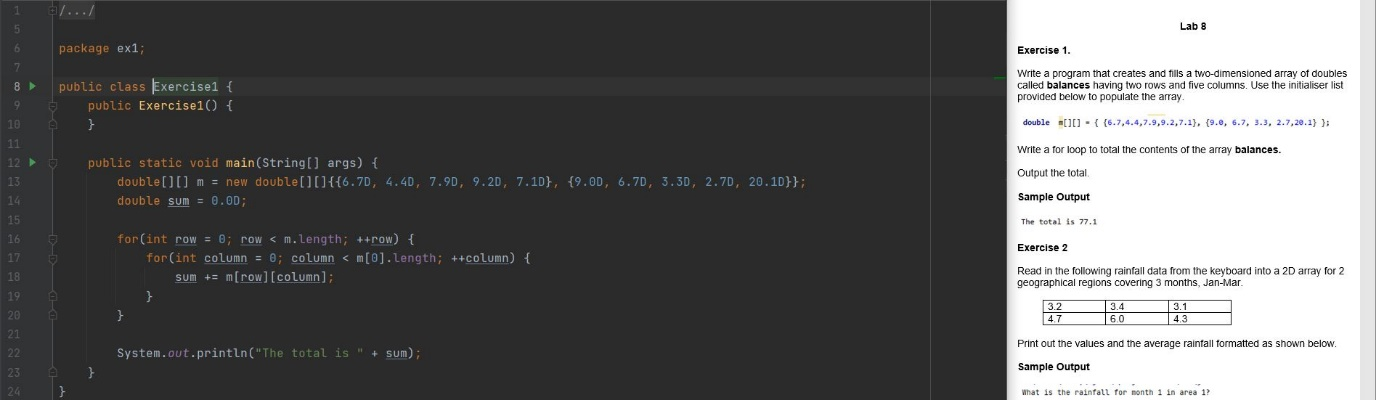 1 /.../
5
6 package ex1;
7
8 public class Exercise1 {
9 public Exercise1() {
10 }
11
12 public static void main(String[] args) {
13 double[][] m = new double[][]{{6.7D, 4.4D, 7.9D, 9.2D, 7.1D}, {9.0D, 6.7D, 3.3D, 2.7D, 20.1D}};
14 double sum = 0.0D;
15
16 for(int row = 0; row < m.length; ++row) {
17 for(int column = 0; column < m[0].length; ++column) {
18 sum += m[row][column];
19 }
20 }
21
22 System.out.println("The total is " + sum);
23 }
24 }
Lab 8
Exercise 1.
Write a program that creates and fills a two-dimensioned array of doubles
called balances having two rows and five columns. Use the initialiser list
provided below to populate the array.
double m[][] = { {6.7,4.4,7.9,9.2,7.1}, {9.0, 6.7, 3.3, 2.7,20.1} };
Write a for loop to total the contents of the array balances.
Output the total.
Sample Output
The total is 77.1
Exercise 2
Read in the following rainfall data from the keyboard into a 2D array for 2
geographical regions covering 3 months, Jan-Mar.
3.2 3.4 3.1
4.7 6.0 4.3
Print out the values and the average rainfall formatted as shown below.
Sample Output
What is the rainfall for month 1 in area 1?